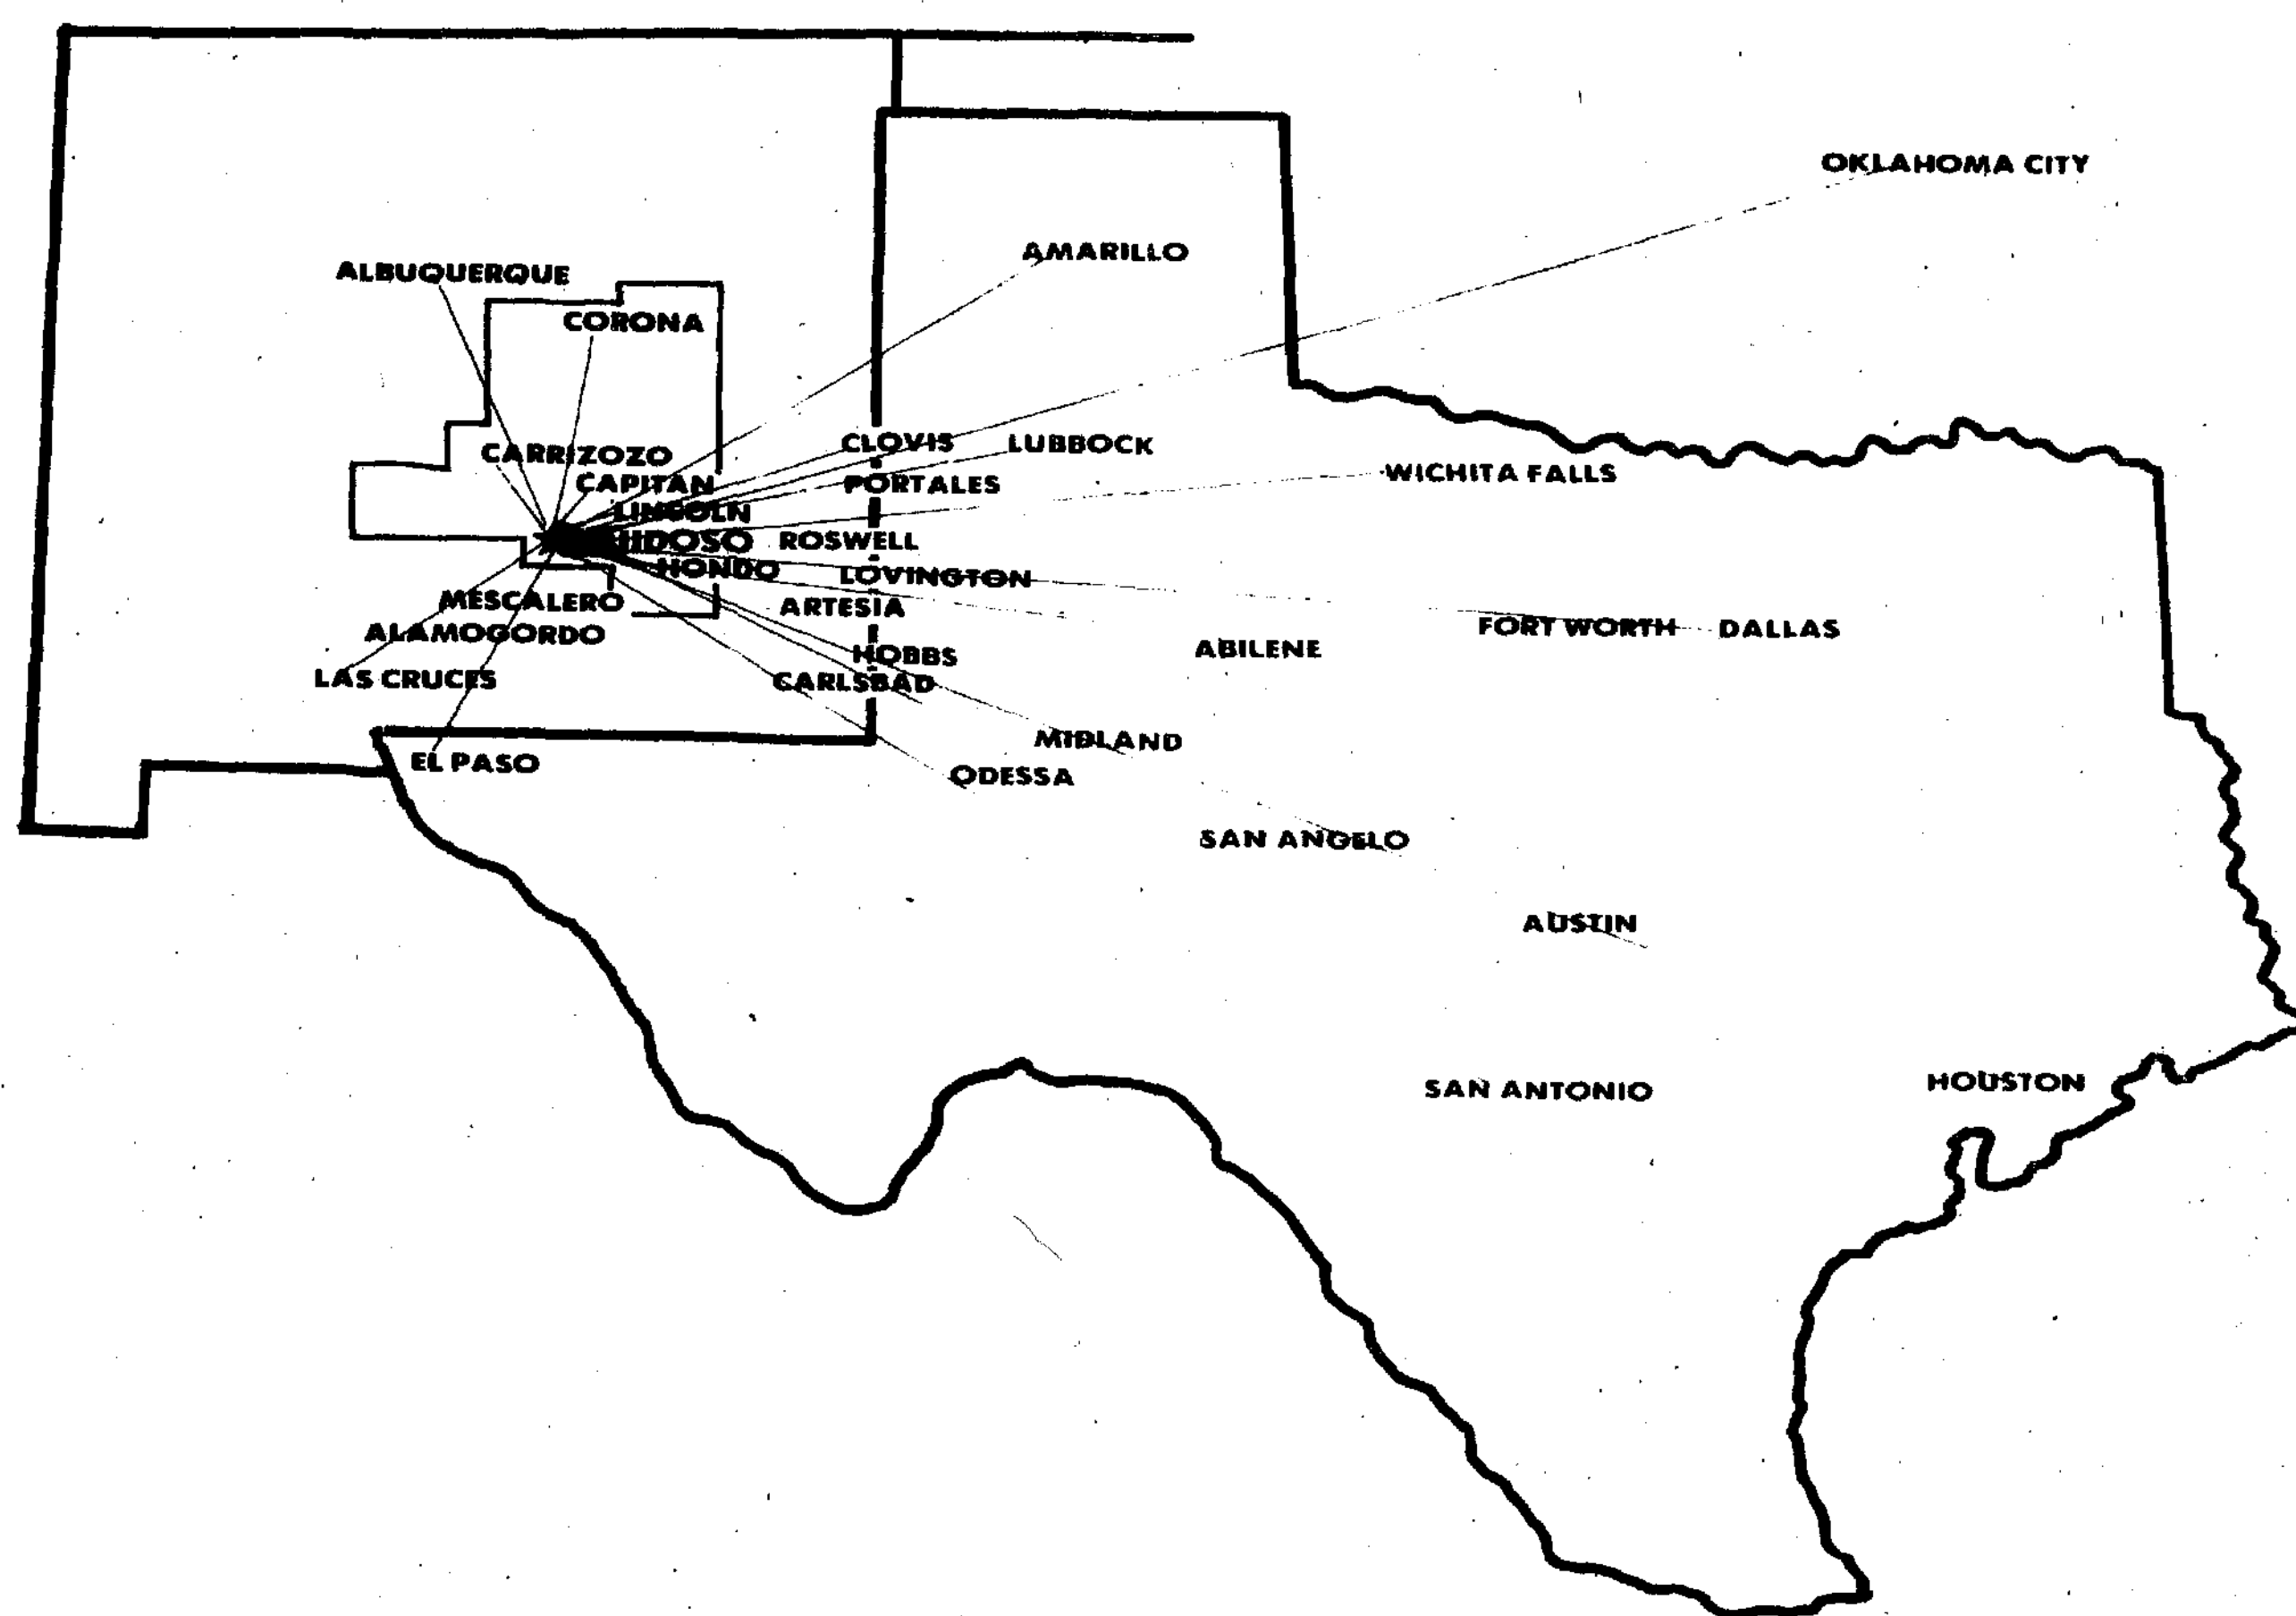 OKLAHOMA CITY
AMARILLO
ALBUQUERQUE
CORONA
CLOVIS
LUBBOCK
CARRIZOZO
WICHITA FALLS
CAPITAN
PORTALES
LINCOLN
IDOSO
ROSWELL
HONDO
LOVINGTON
MESCALERO
ARTESIA
ALAMOGORDO
FORT WORTH
DALLAS
ABILENE
HOBBS
LAS CRUCES
CARLSBAD
MIDLAND
EL PASO
ODESSA
SAN ANGELO
AUSTIN
SAN ANTONIO
HOUSTON